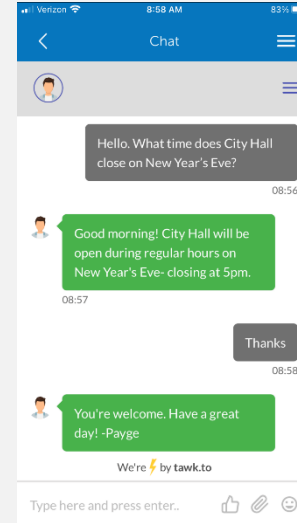 Verizon 8:58 AM 83%
Chat
Hello. What time does City Hall
close on New Year's Eve?
08:56
Good morning! City Hall will be
open during regular hours on
New Year's Eve- closing at 5pm.
08:57
Thanks
08:58
You're welcome. Have a great
day! -Payge
We're by tawk.to
Type here and press enter..